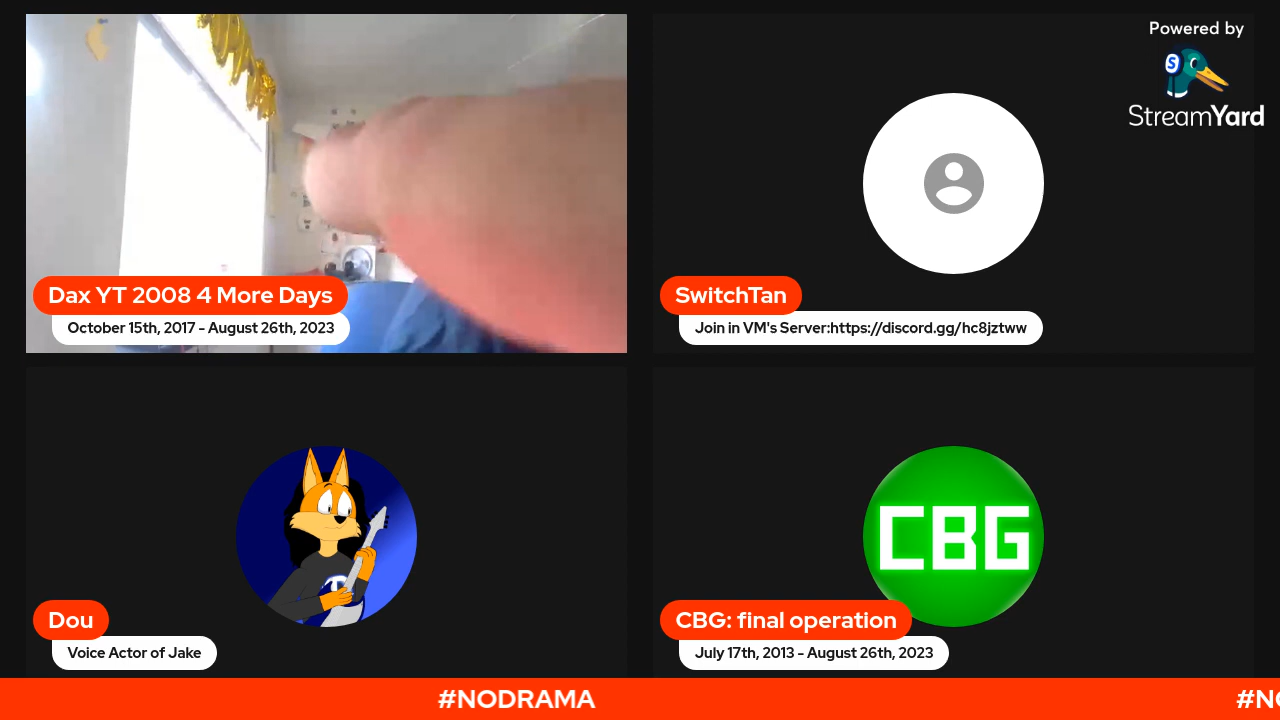 Powered by
S
StreamYard
Dax YT 2008 4 More Days
October 15th, 2017 - August 26th, 2023
SwitchTan
Join in VM's Server:https://discord.gg/hc8jztww
CBG
Dou
Voice Actor of Jake
CBG: final operation
July 17th, 2013 - August 26th, 2023
#NODRAMA
#NO